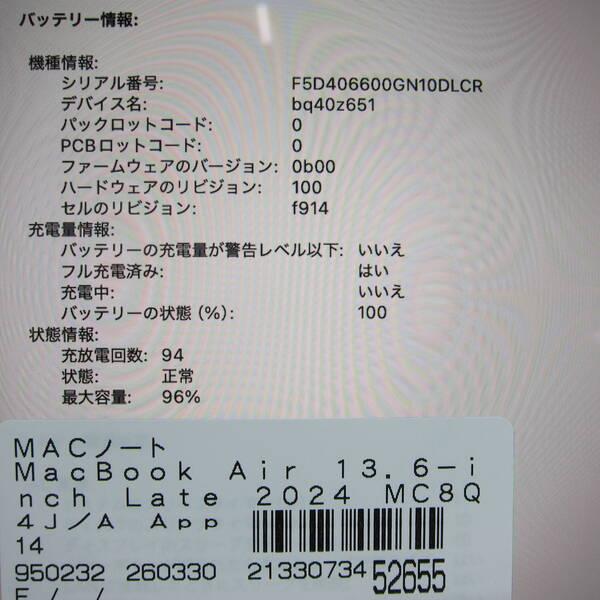 バッテリー情報:
機種情報:
シリアル番号: F5D406600GN10DLCR
デバイス名: bq40z651
パックロットコード: 0
PCBロットコード: 0
ファームウェアのバージョン: 0b00
ハードウェアのリビジョン: 100
セルのリビジョン: f914
充電量情報:
バッテリーの充電量が警告レベル以下: いいえ
フル充電済み: はい
充電中: いいえ
バッテリーの状態 (%): 100
状態情報:
充放電回数: 94
状態: 正常
最大容量: 96%
MACノート
MacBook Air 13.6-i
nch Late 2024 MC8Q
4J/A App
14
950232 260330 21330734 52655